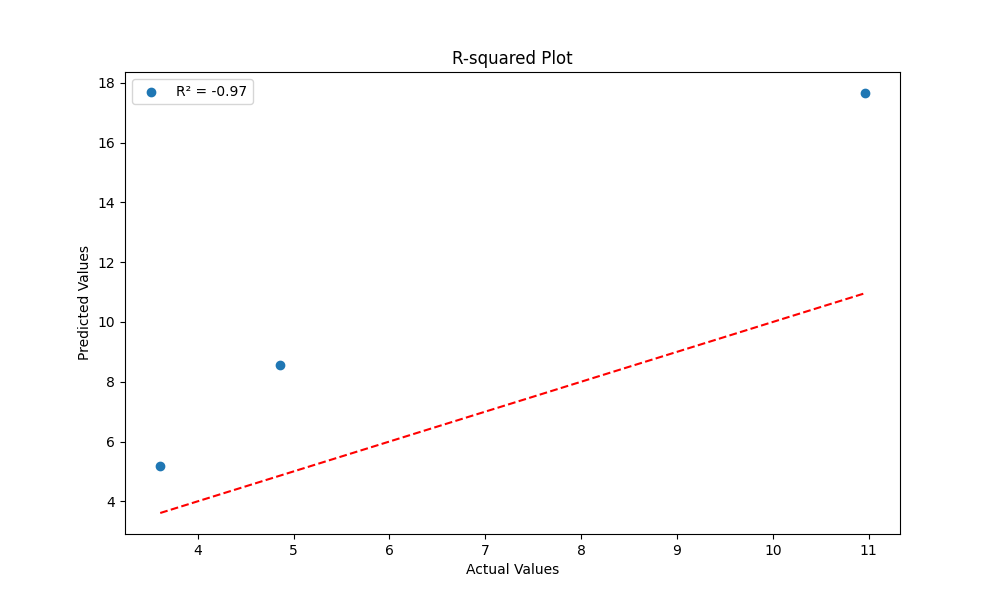 R-squared Plot
R² = -0.97
18
16
14
12
10
8
6
4
Predicted Values
4 5 6 7 8 9 10 11
Actual Values